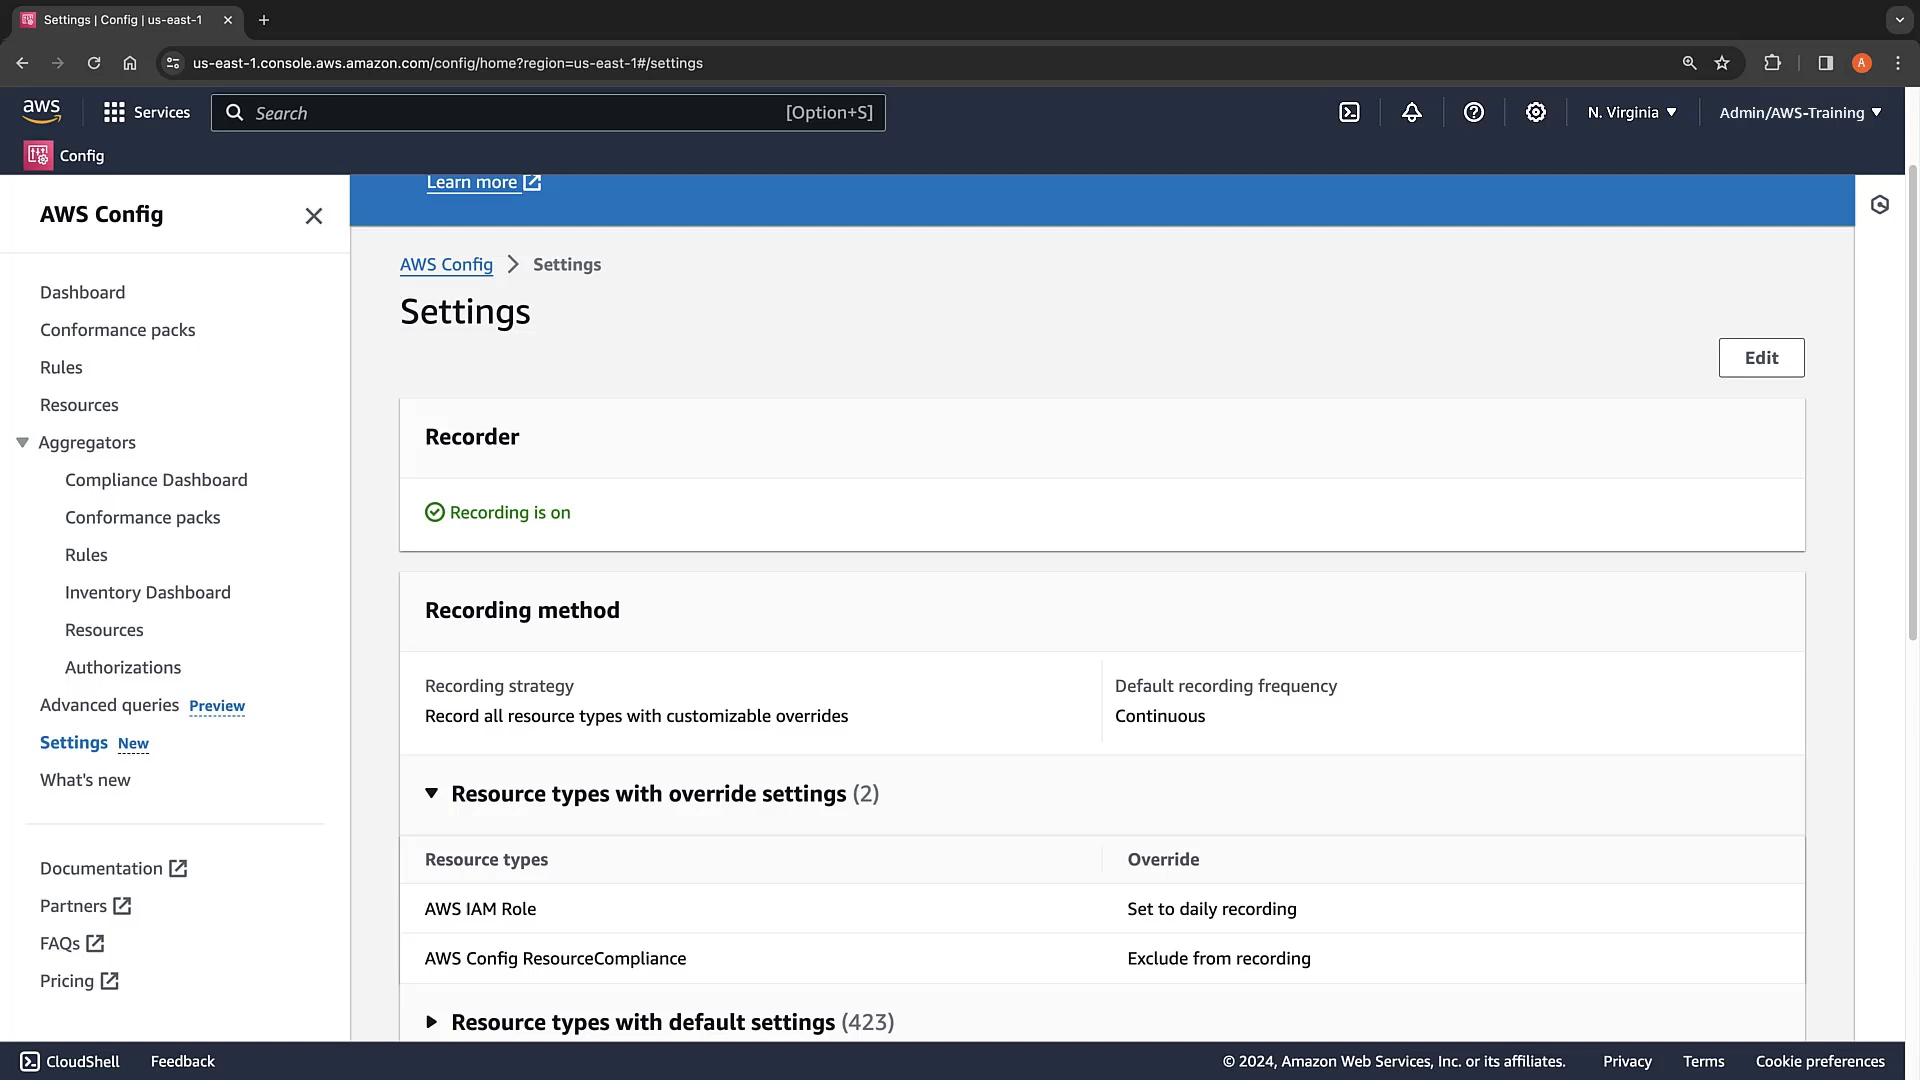 Settings | Config | us-east-1
us-east-1.console.aws.amazon.com/config/home?region=us-east-1#/settings
A
aws
Services
Search
[Option+S]
N. Virginia
Admin/AWS-Training
Config
AWS Config
Dashboard
Conformance packs
Rules
Resources
Aggregators
Compliance Dashboard
Conformance packs
Rules
Inventory Dashboard
Resources
Authorizations
Advanced queries Preview
Settings New
What's new
Documentation
Partners
FAQs
Pricing
Learn more
AWS Config > Settings
Settings
Edit
Recorder
Recording is on
Recording method
Recording strategy
Record all resource types with customizable overrides
Default recording frequency
Continuous
Resource types with override settings (2)
Resource types Override
AWS IAM Role Set to daily recording
AWS Config ResourceCompliance Exclude from recording
Resource types with default settings (423)
CloudShell Feedback © 2024, Amazon Web Services, Inc. or its affiliates. Privacy Terms Cookie preferences